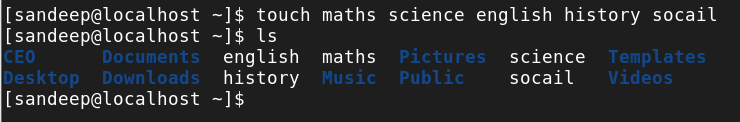 [sandeep@localhost ~]$ touch maths science english history socail
[sandeep@localhost ~]$ ls
CEO      Documents  english  maths  Pictures  science  Templates
Desktop  Downloads  history  Music  Public    socail   Videos
[sandeep@localhost ~]$